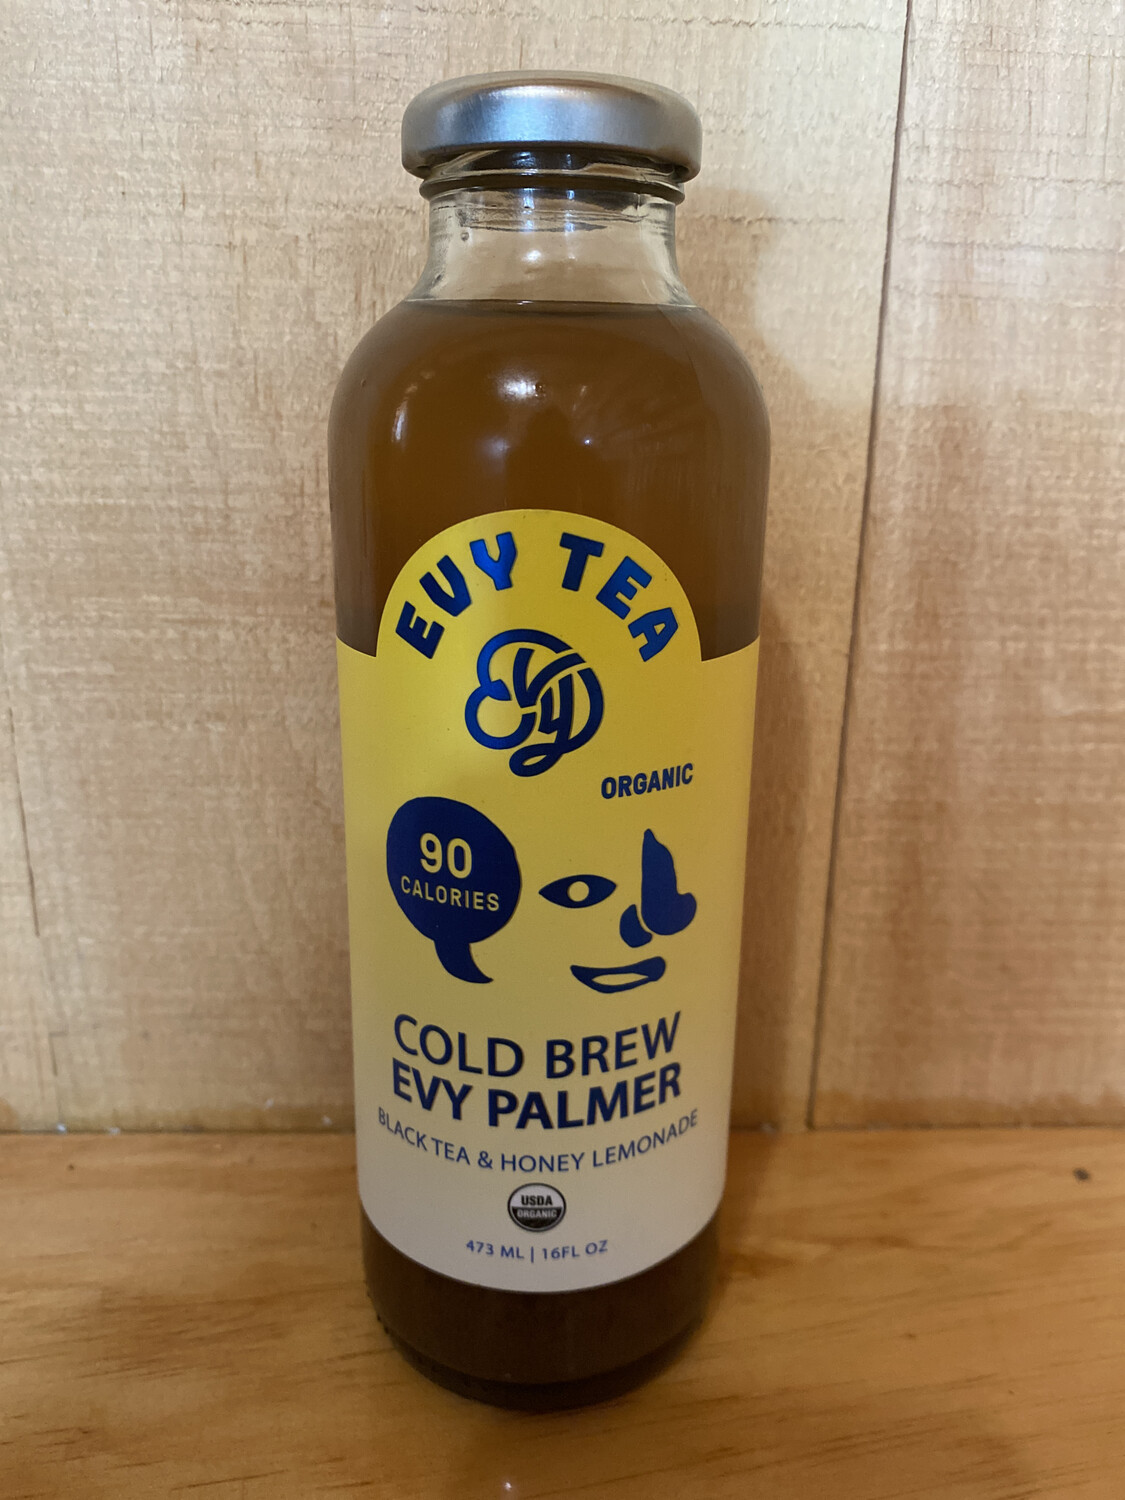 EVY TEA
Evy
ORGANIC
90
CALORIES
COLD BREW
EVY PALMER
BLACK TEA & HONEY LEMONADE
USDA
ORGANIC
473 ML | 16FL OZ